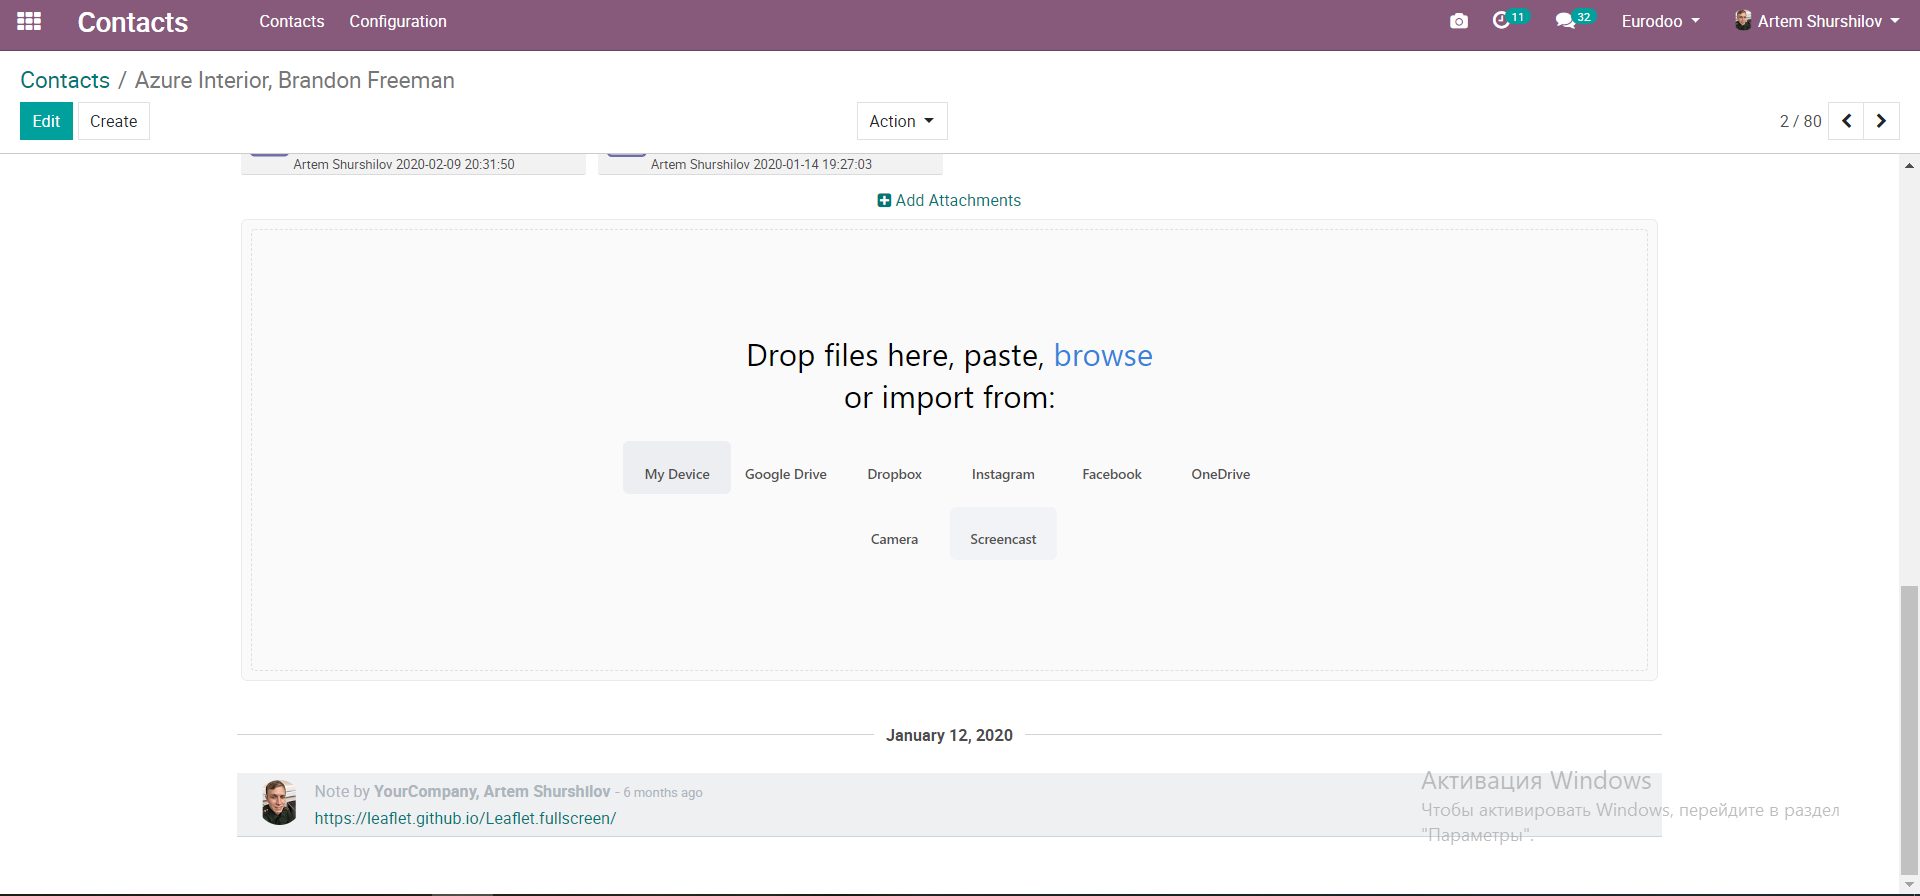 Contacts
Contacts
Configuration
11
32
Eurodoo
Artem Shurshilov
Contacts / Azure Interior, Brandon Freeman
Edit
Create
Action
2 / 80
Artem Shurshilov 2020-02-09 20:31:50
Artem Shurshilov 2020-01-14 19:27:03
Add Attachments
Drop files here, paste, browse
or import from:
My Device
Google Drive
Dropbox
Instagram
Facebook
OneDrive
Camera
Screencast
January 12, 2020
Note by YourCompany, Artem Shurshilov - 6 months ago
https://leaflet.github.io/Leaflet.fullscreen/
Активация Windows
Чтобы активировать Windows, перейдите в раздел
"Параметры".